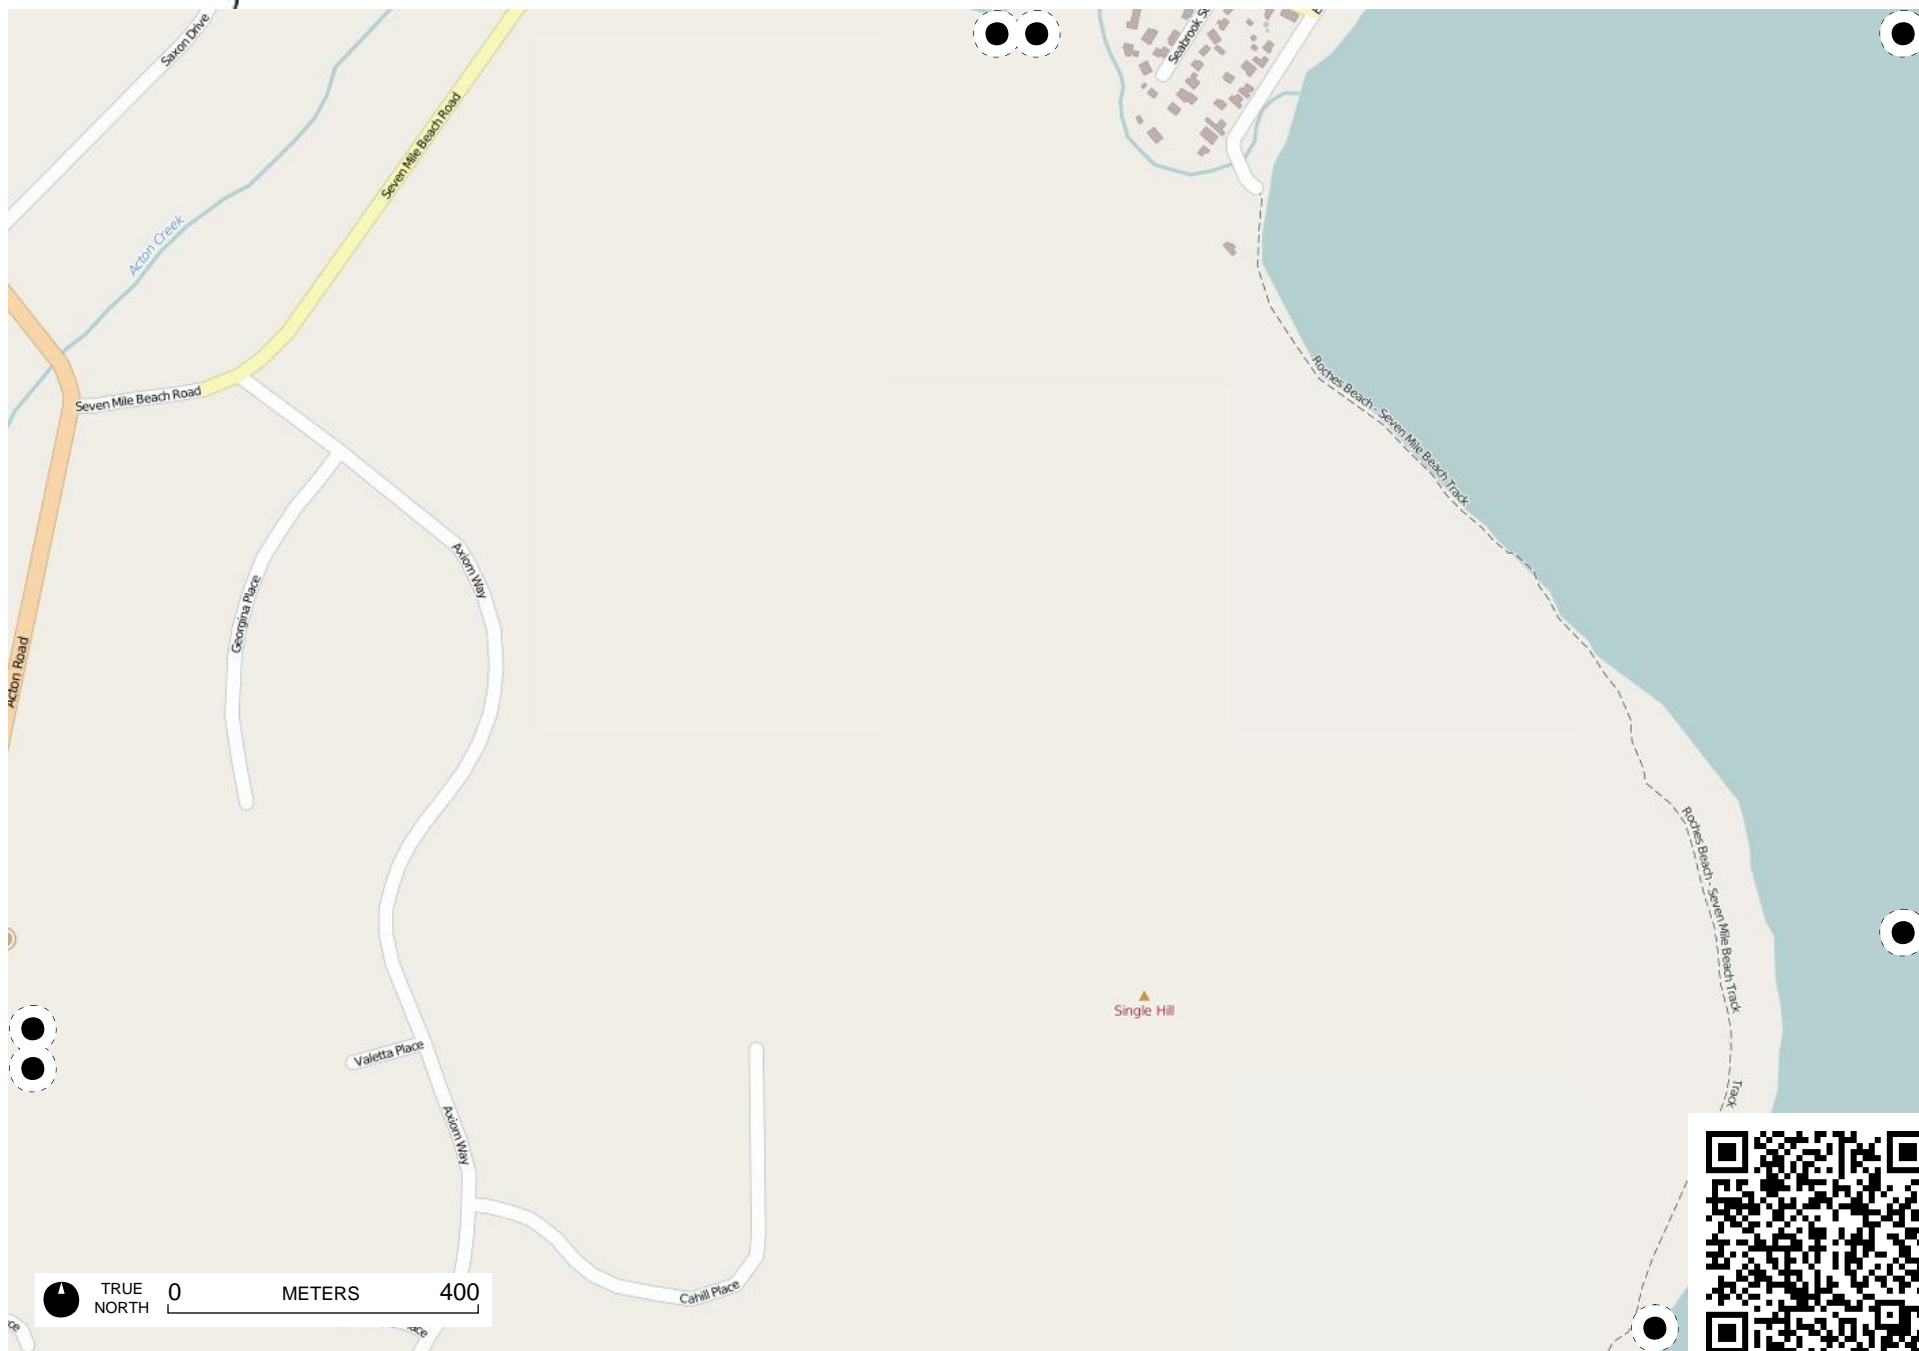 Saxon Drive
Seabrook
Seven Mile Beach Road
Acton Creek
Roches Beach - Seven Mile Beach Track
Seven Mile Beach Road
Axiom Way
Georgina Place
Acton Road
Roches Beach - Seven Mile Beach Track
Single Hill
Valetta Place
Track
Axiom Way
Cahill Place
TRUE
NORTH
0 METERS 400